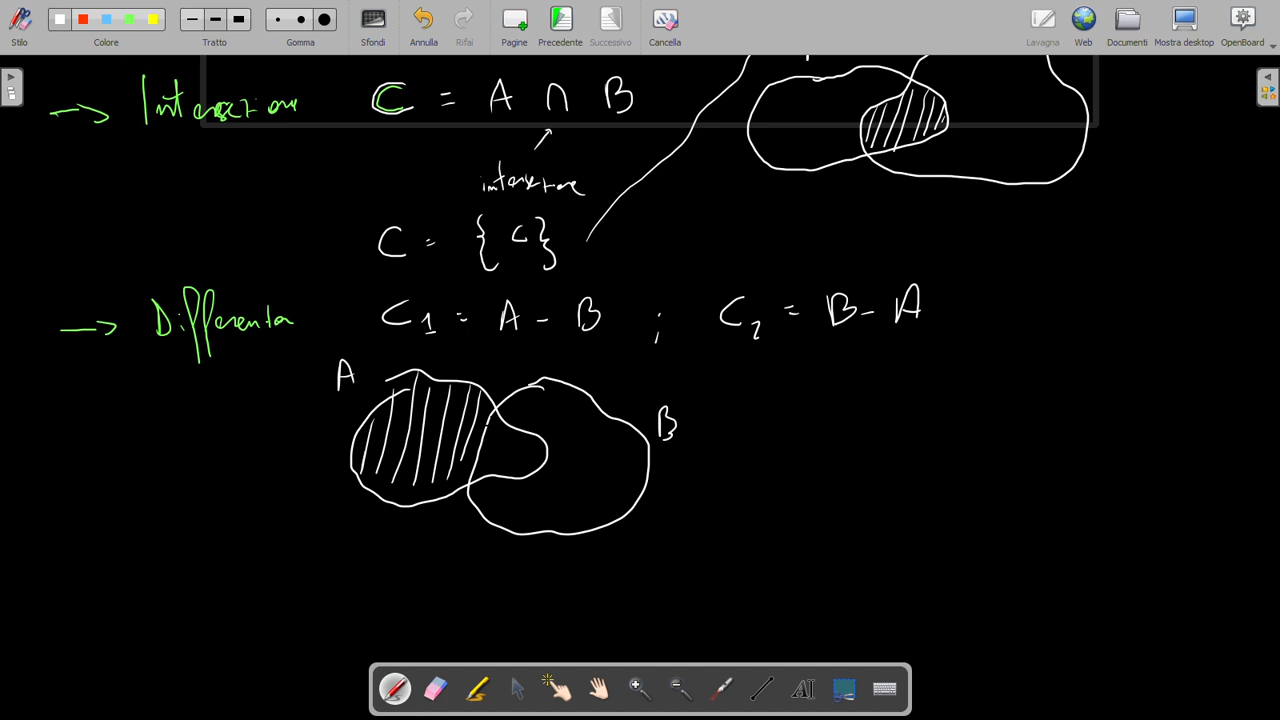 Stilo Colore Tratto Gomma Sfondi Annulla Rifai Pagine Precedente Successivo Cancella Lavagna Web Documenti Mostra desktop OpenBoard
→ Intersezione C = A ∩ B
intersezione
C = { c }
→ Differenza C1 = A - B ; C2 = B - A
A
B
AI